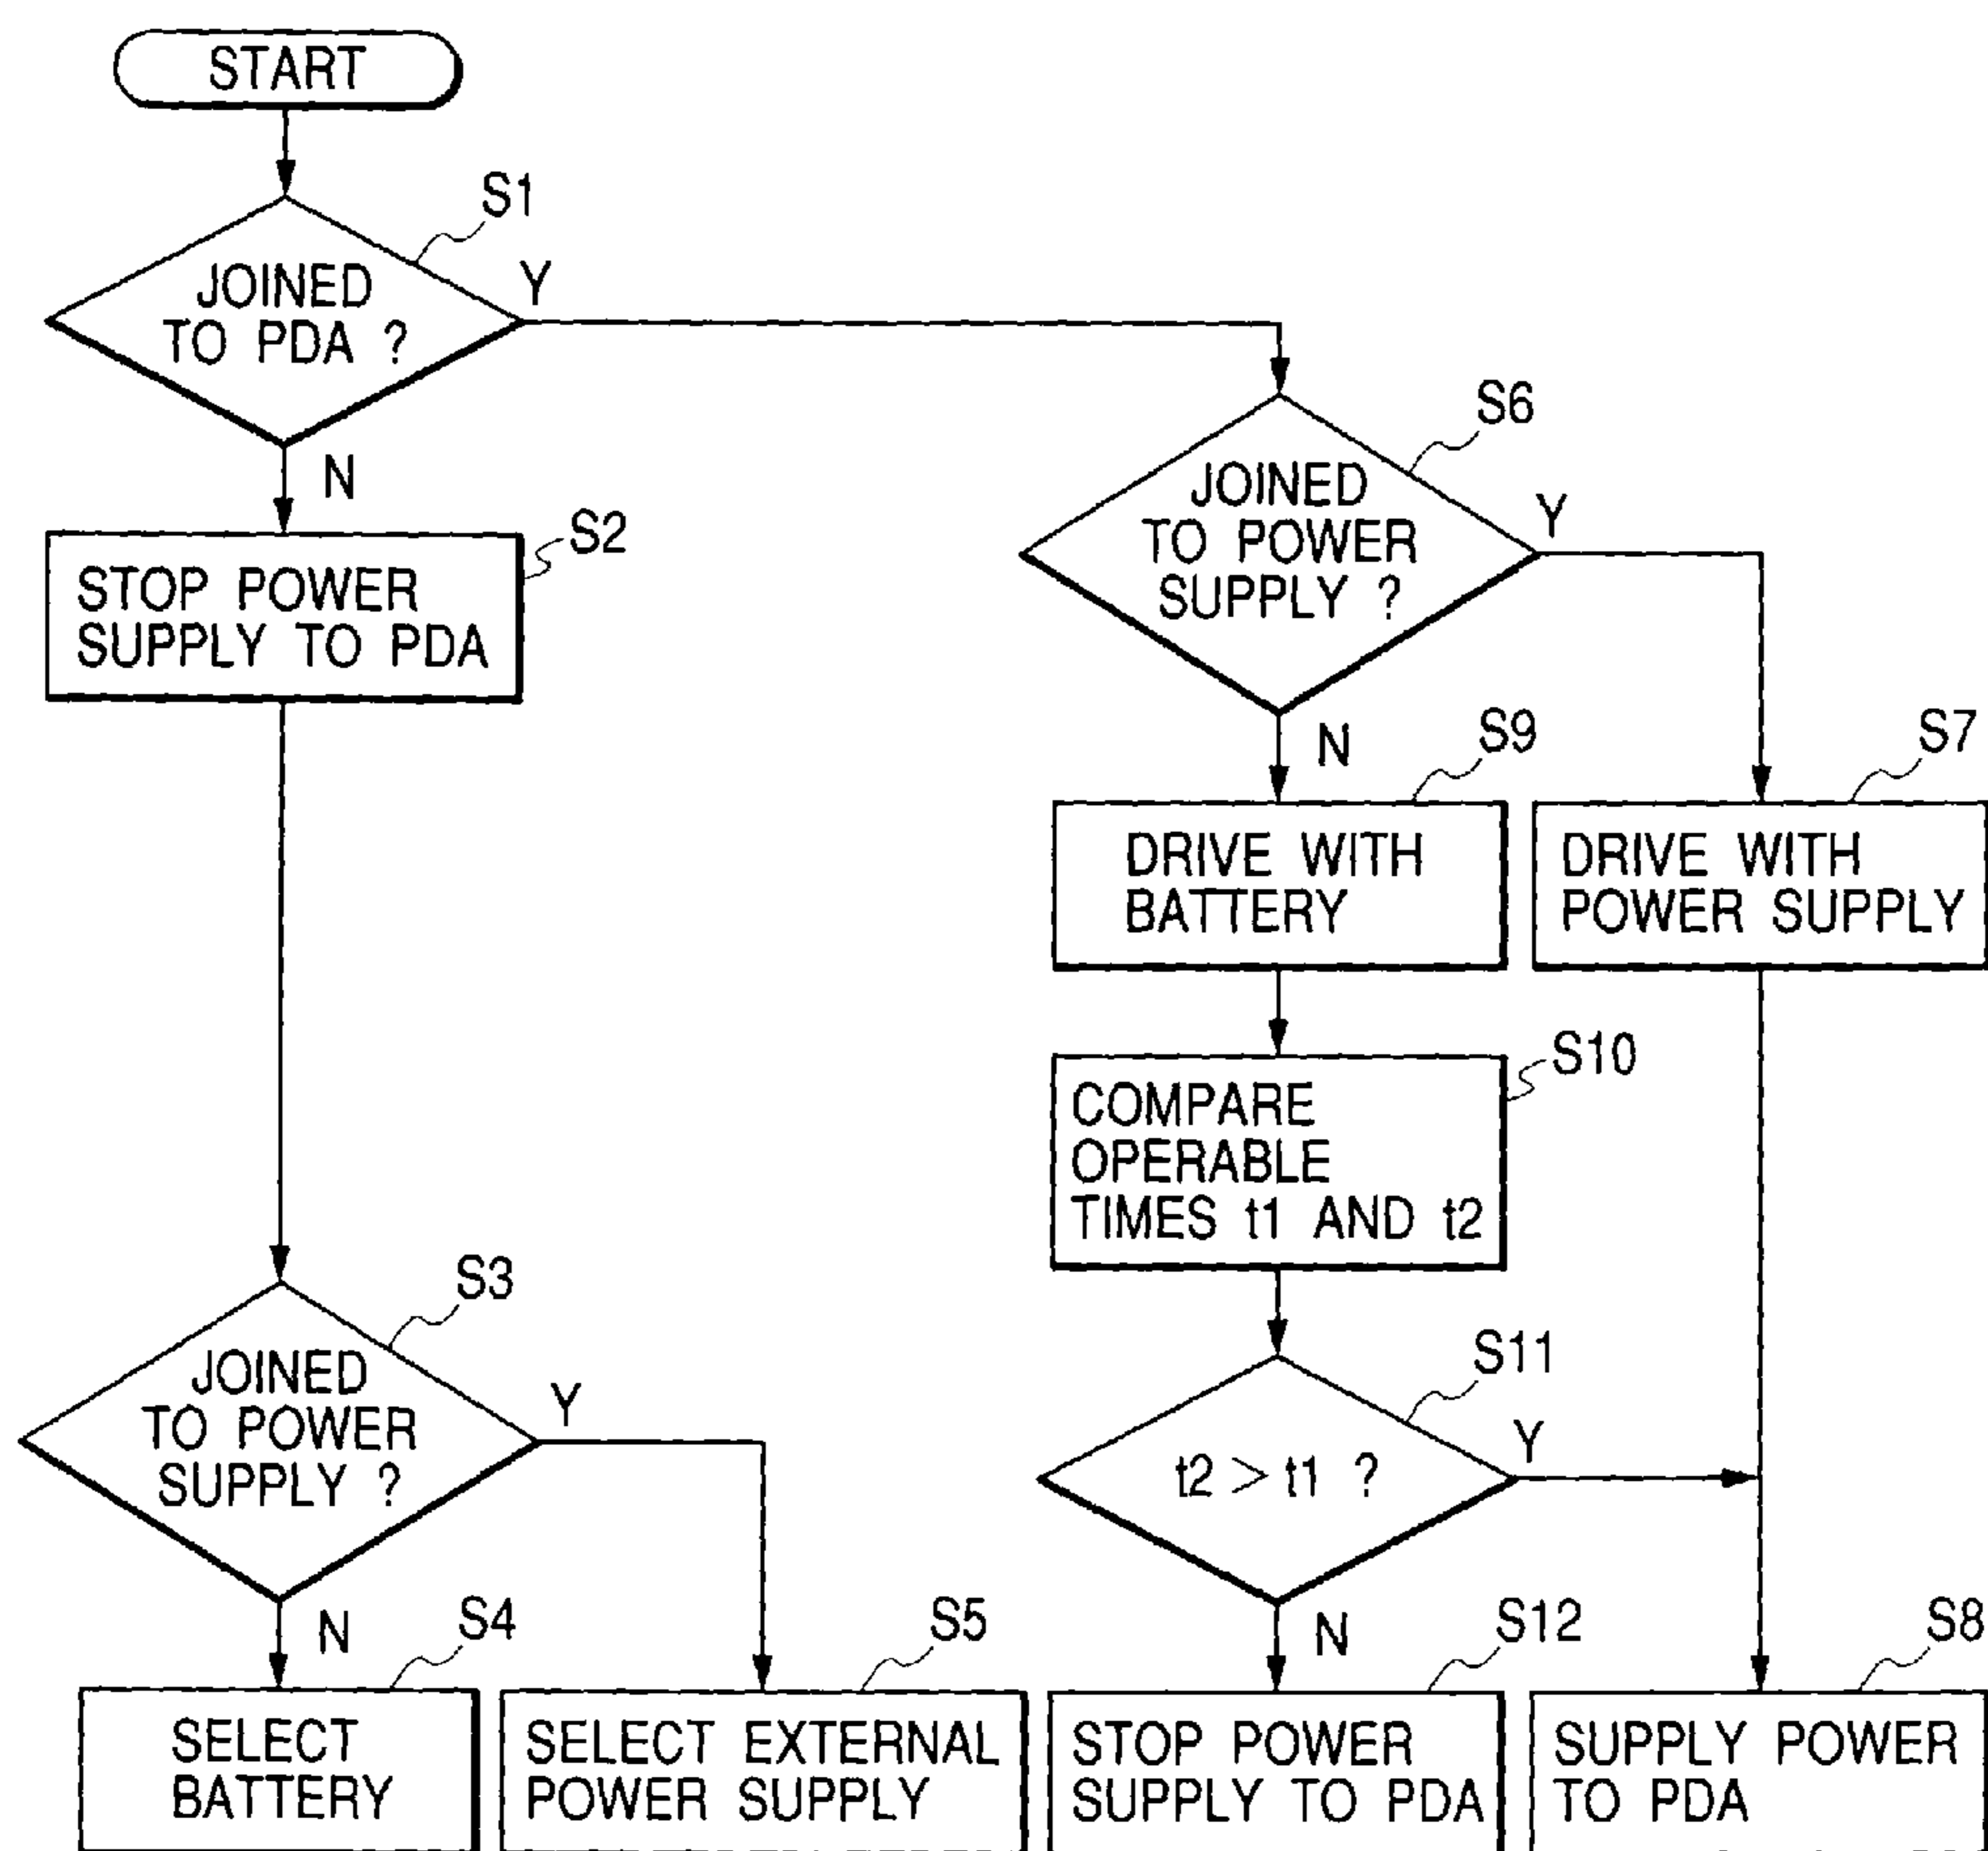 START
S1
JOINED
TO PDA ?
Y
N
S2
STOP POWER
SUPPLY TO PDA
S3
JOINED
TO POWER
SUPPLY ?
Y
N
S4
SELECT
BATTERY
S5
SELECT EXTERNAL
POWER SUPPLY
S6
JOINED
TO POWER
SUPPLY ?
Y
N
S9
DRIVE WITH
BATTERY
S7
DRIVE WITH
POWER SUPPLY
S10
COMPARE
OPERABLE
TIMES t1 AND t2
S11
t2 > t1 ?
Y
N
S12
STOP POWER
SUPPLY TO PDA
S8
SUPPLY POWER
TO PDA